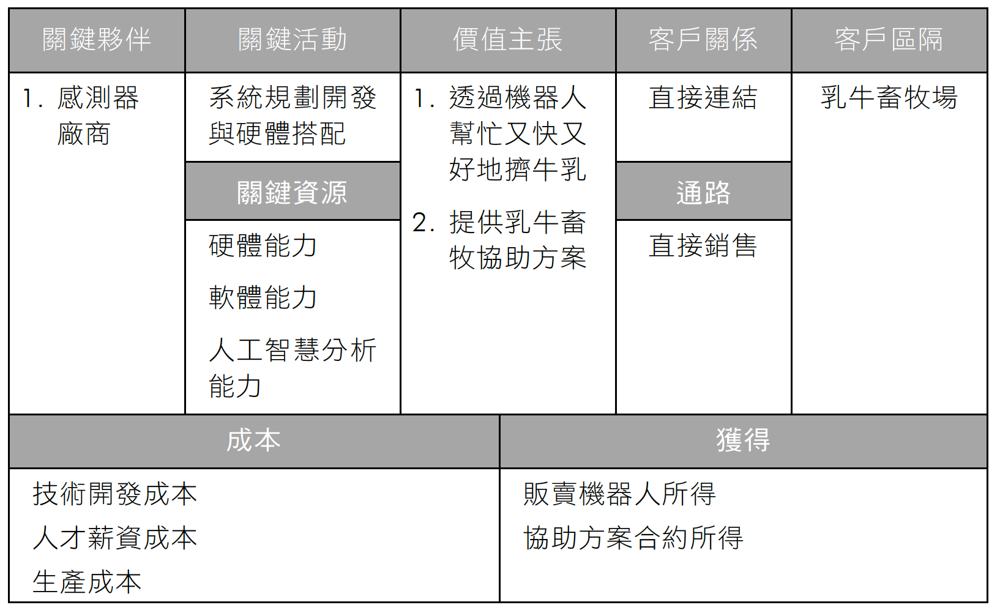 關鍵夥伴
關鍵活動
價值主張
客戶關係
客戶區隔
1. 感測器
廠商
系統規劃開發
與硬體搭配
關鍵資源
硬體能力
軟體能力
人工智慧分析
能力
1. 透過機器人
幫忙又快又
好地擠牛乳
2. 提供乳牛畜
牧協助方案
直接連結
通路
直接銷售
乳牛畜牧場
成本
技術開發成本
人才薪資成本
生產成本
獲得
販賣機器人所得
協助方案合約所得